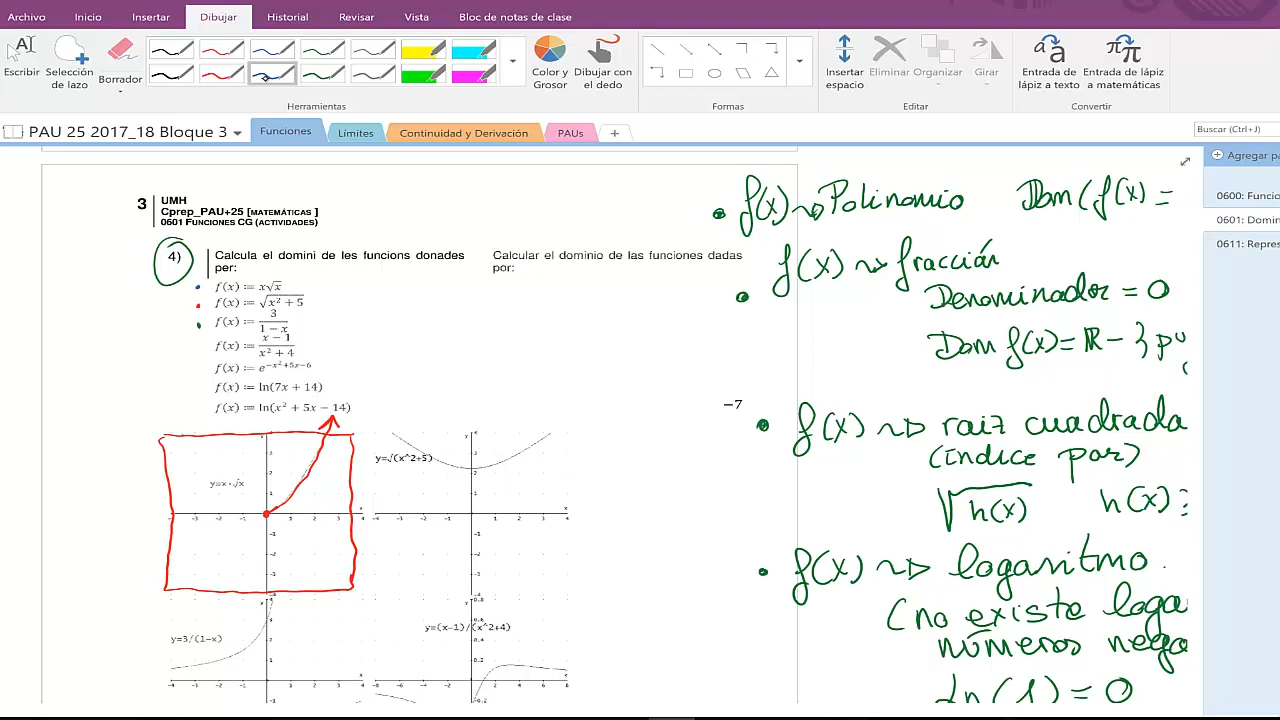 Archivo Inicio Insertar Dibujar Historial Revisar Vista Bloc de notas de clase
Escribir
Selección de lazo
Borrador
Herramientas
Color y Grosor
Dibujar con el dedo
Formas
Insertar espacio
Eliminar
Organizar
Girar
Editar
Entrada de lápiz a texto
Entrada de lápiz a matemáticas
Convertir
PAU 25 2017_18 Bloque 3
Funciones Límites Continuidad y Derivación PAUs +
Buscar (Ctrl+J)
Agregar pá
0600: Funcio
0601: Domin
0611: Repres
3 UMH
Cprep_PAU+25 [MATEMÁTICAS ]
0601 FUNCIONES CG (ACTIVIDADES)
4) Calcula el domini de les funcions donades per:
Calcular el dominio de las funciones dadas por:
f(x) := x√x
f(x) := √(x² + 5)
f(x) := 3/(1 − x)
f(x) := (x − 1)/(x² + 4)
f(x) := e^(−x²+5x−6)
f(x) := ln(7x + 14)
f(x) := ln(x² + 5x − 14)
−7
y=x·√x
y=√(x^2+5)
y=3/(1-x)
y=(x-1)/(x^2+4)
f(x) ~> Polinomio Dom(f(x) =
f(x) ~> fracción
Denominador = 0
Dom f(x) = ℝ - { pu
f(x) ~> raiz cuadrada
(índice par)
√h(x) h(x) ≥
f(x) ~> logaritmo
(no existe loga
números nega
Ln(1) = 0